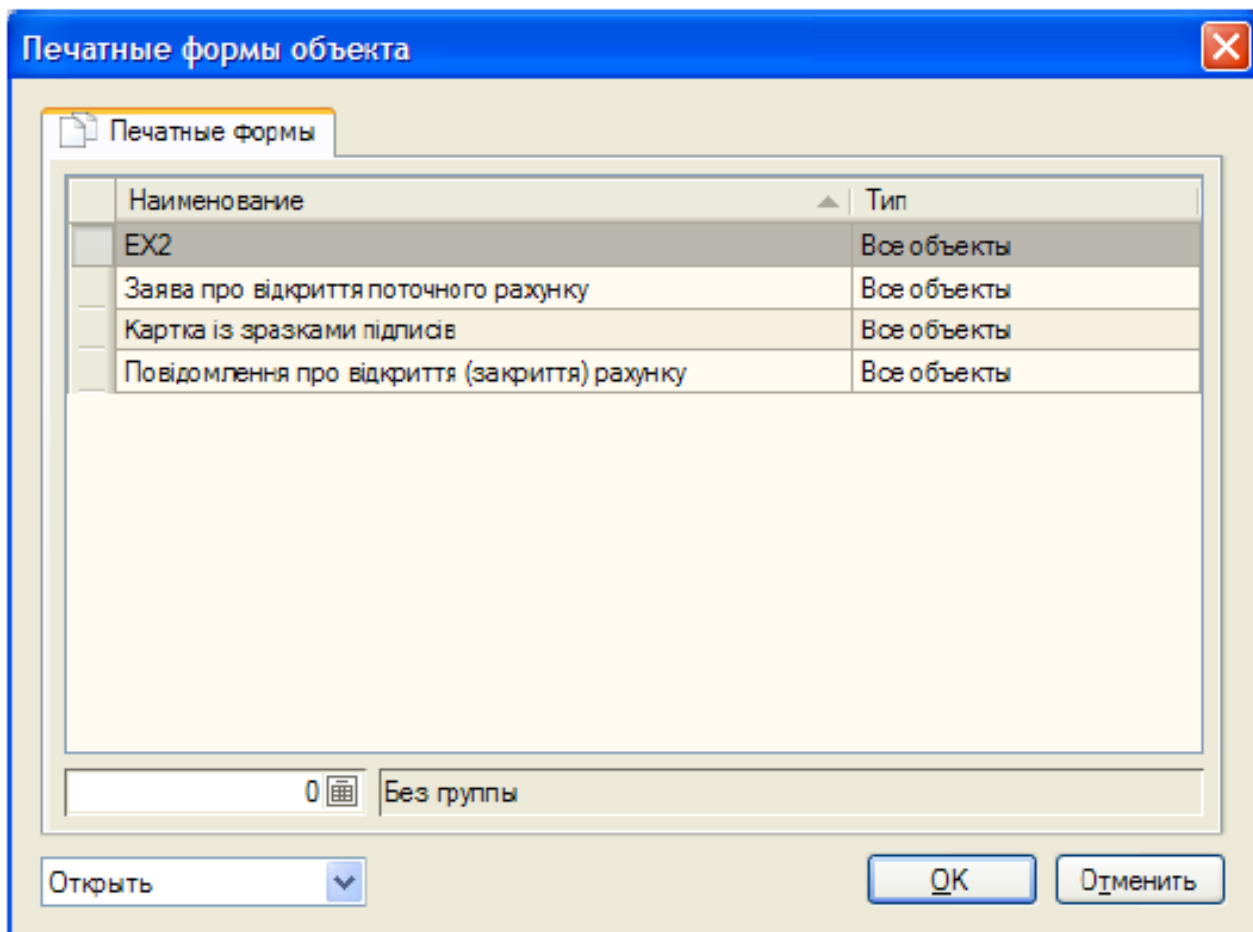 Печатные формы объекта
Печатные формы
Наименование Тип
EX2 Все объекты
Заява про відкриття поточного рахунку Все объекты
Картка із зразками підписів Все объекты
Повідомлення про відкриття (закриття) рахунку Все объекты
0 Без группы
Открыть OK Отменить